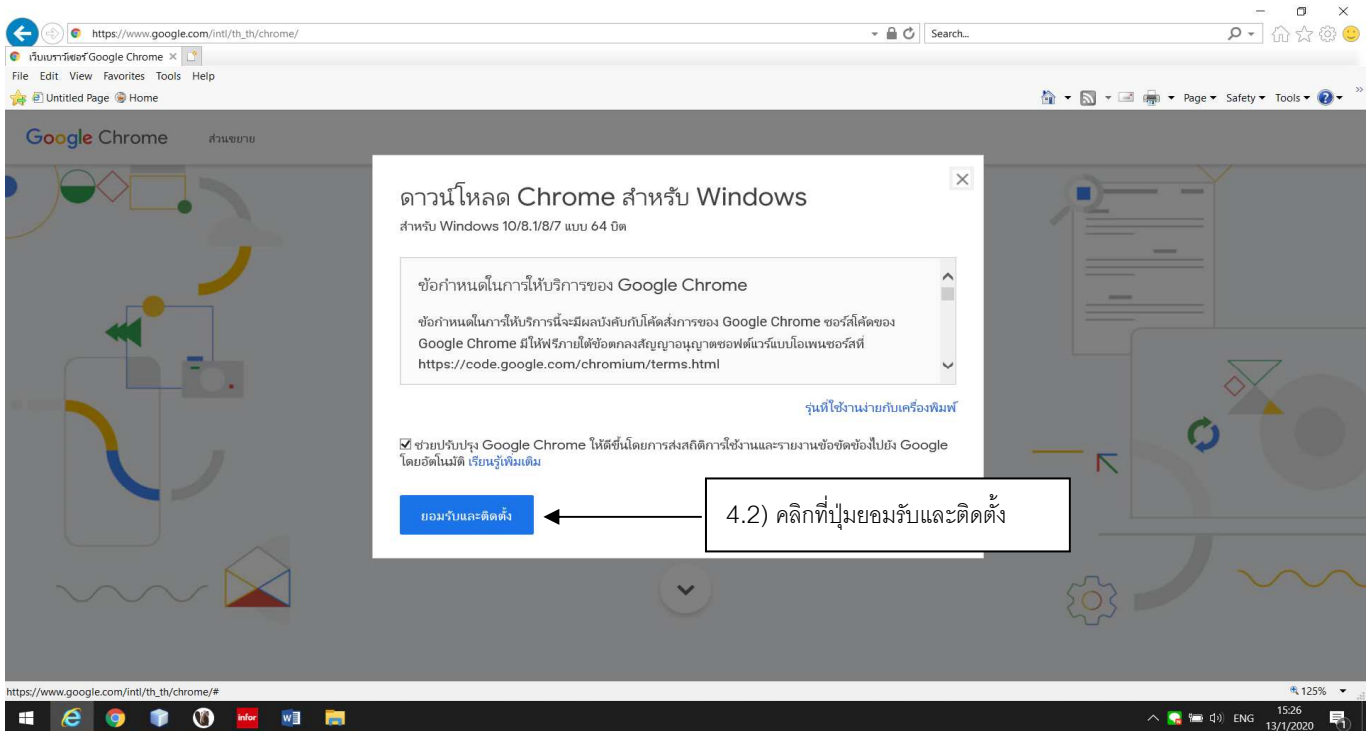 https://www.google.com/intl/th_th/chrome/
Search...
เว็บเบราว์เซอร์ Google Chrome
File Edit View Favorites Tools Help
Untitled Page Home
Page Safety Tools
Google Chrome ส่วนขยาย
ดาวน์โหลด Chrome สำหรับ Windows
สำหรับ Windows 10/8.1/8/7 แบบ 64 บิต
ข้อกำหนดในการให้บริการของ Google Chrome
ข้อกำหนดในการให้บริการนี้จะมีผลบังคับกับโค้ดสั่งการของ Google Chrome ซอร์สโค้ดของ
Google Chrome มีให้ฟรีภายใต้ข้อตกลงสัญญาอนุญาตซอฟต์แวร์แบบโอเพนซอร์สที่
https://code.google.com/chromium/terms.html
รุ่นที่ใช้งานง่ายกับเครื่องพิมพ์
ช่วยปรับปรุง Google Chrome ให้ดีขึ้นโดยการส่งสถิติการใช้งานและรายงานข้อขัดข้องไปยัง Google
โดยอัตโนมัติ เรียนรู้เพิ่มเติม
ยอมรับและติดตั้ง
4.2) คลิกที่ปุ่มยอมรับและติดตั้ง
https://www.google.com/intl/th_th/chrome/#
125%
infor
ENG
15:26
13/1/2020